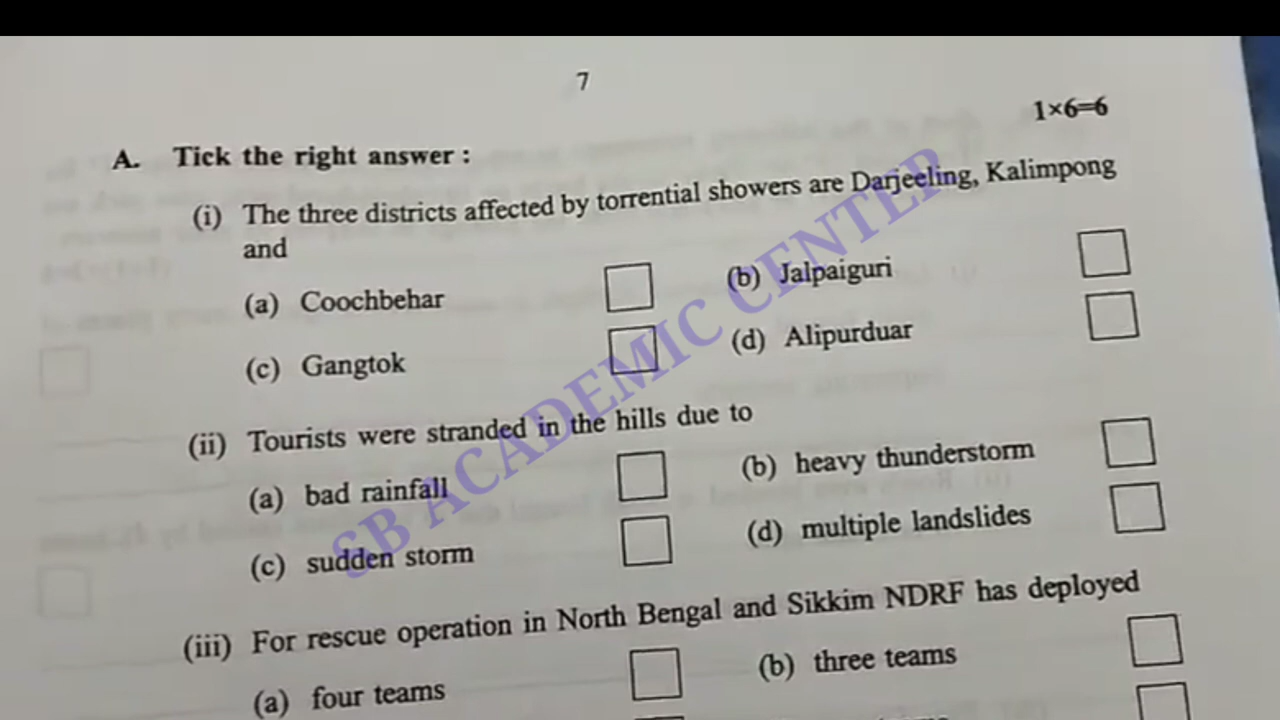 7
1×6=6
A. Tick the right answer :
(i) The three districts affected by torrential showers are Darjeeling, Kalimpong
and
(a) Coochbehar (b) Jalpaiguri
(c) Gangtok (d) Alipurduar
(ii) Tourists were stranded in the hills due to
(a) bad rainfall (b) heavy thunderstorm
(c) sudden storm (d) multiple landslides
(iii) For rescue operation in North Bengal and Sikkim NDRF has deployed
(a) four teams (b) three teams
SB ACADEMIC CENTER